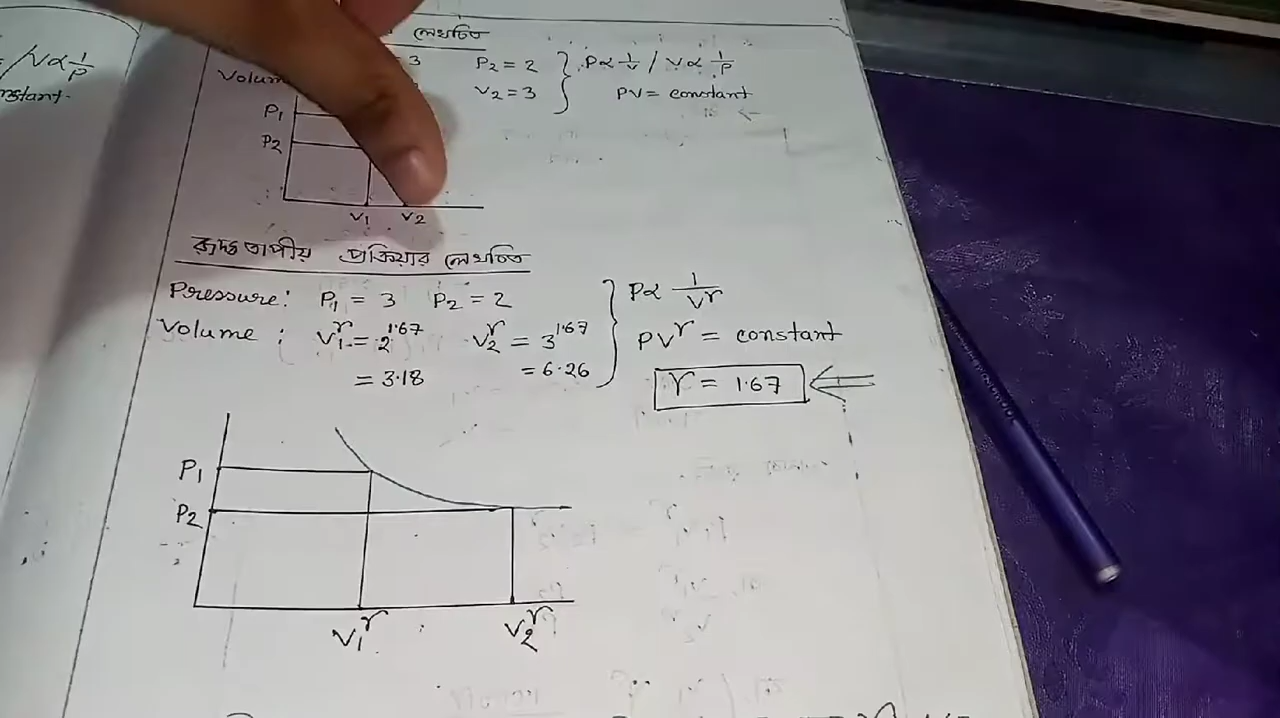 / V∝ 1/P
লেখচিত্র
3 P₂ = 2 } P∝ 1/V / V∝ 1/P
Volum V₂ = 3 PV = constant
P₁
P₂
V₁ V₂
রুদ্ধতাপীয় প্রক্রিয়ার লেখচিত্র
Pressure: P₁ = 3 P₂ = 2 } P∝ 1/V^γ
Volume : V₁^γ = 2^1.67 V₂^γ = 3^1.67 PV^γ = constant
= 3.18 = 6.26 γ = 1.67
P₁
P₂
V₁^γ V₂^γ